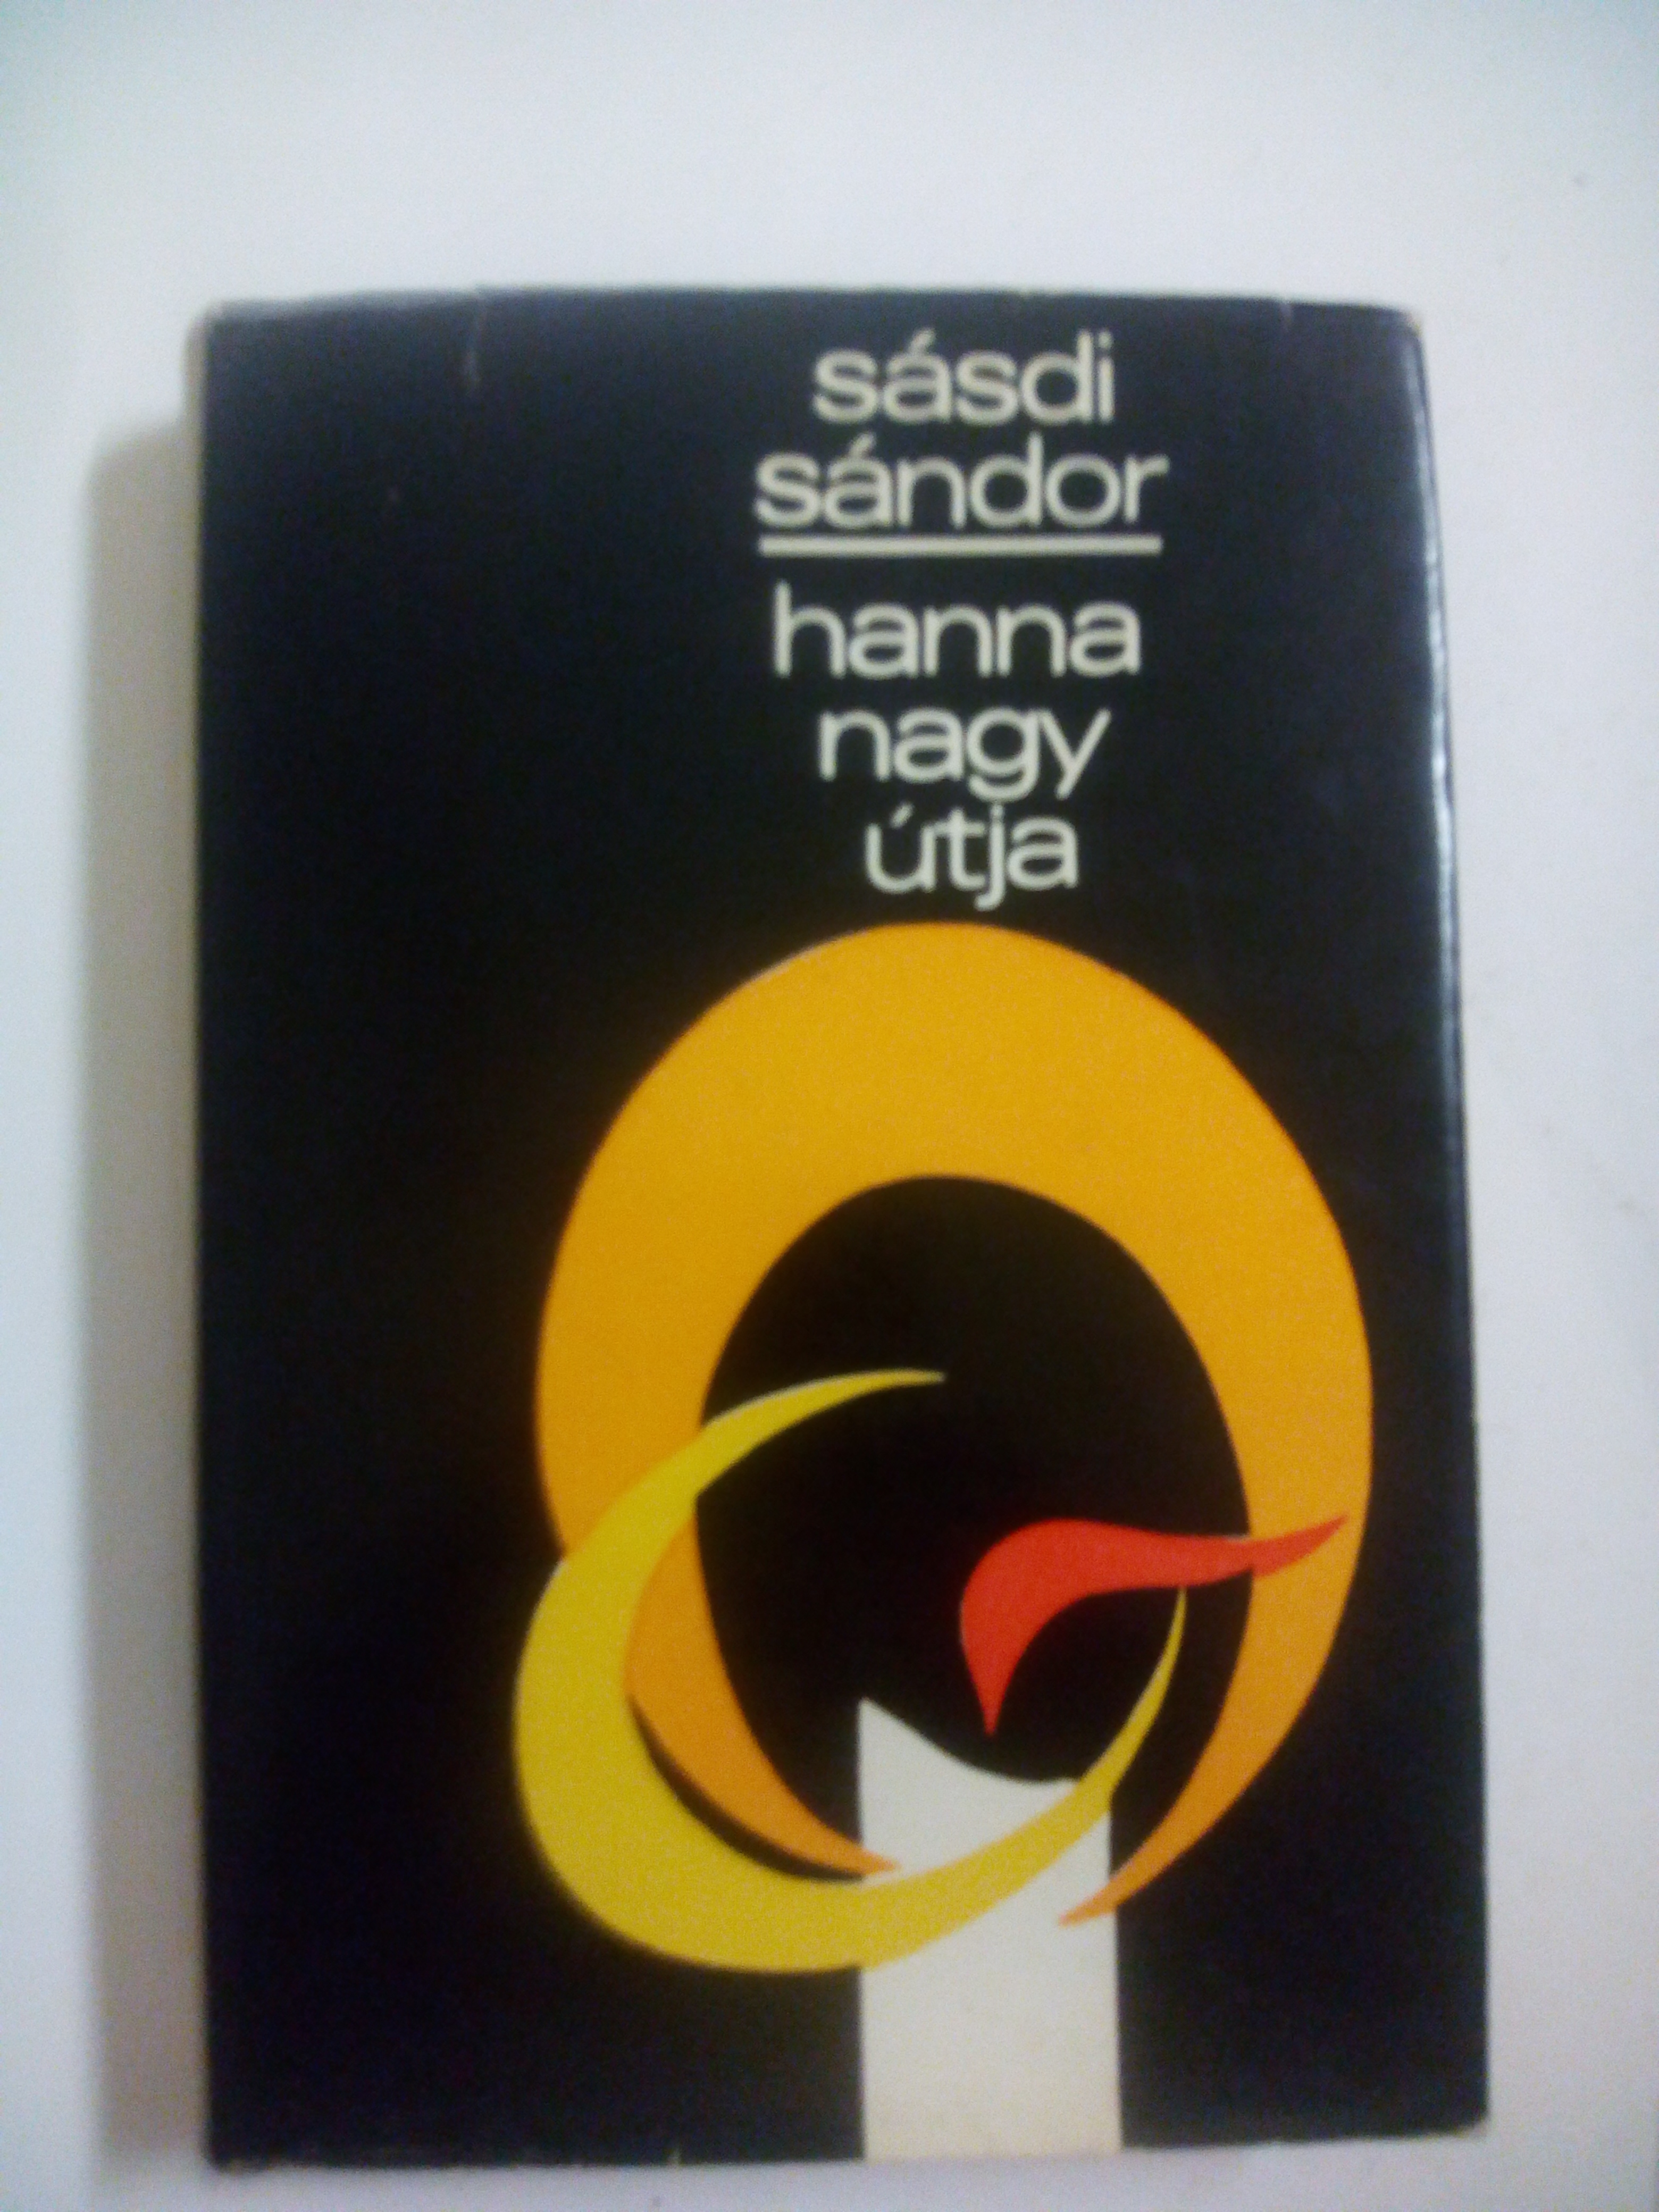 sásdi
sándor
hanna
nagy
útja